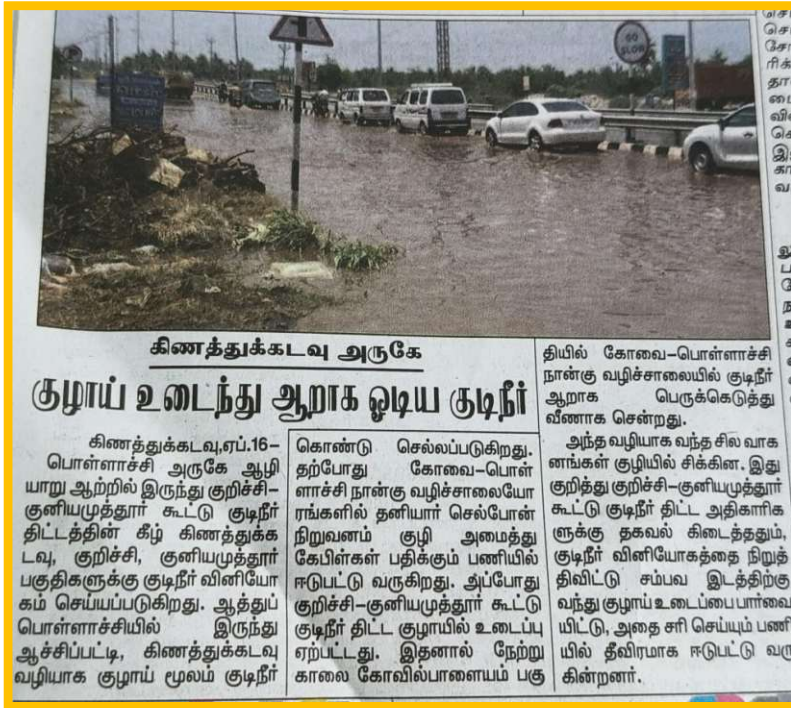 GO
SLOW
கிணத்துக்கடவு அருகே
குழாய் உடைந்து ஆறாக ஓடிய குடிநீர்
கிணத்துக்கடவு,ஏப்.16–
பொள்ளாச்சி அருகே ஆழி
யாறு ஆற்றில் இருந்து குறிச்சி–
குனியமுத்தூர் கூட்டு குடிநீர்
திட்டத்தின் கீழ் கிணத்துக்க
டவு, குறிச்சி, குனியமுத்தூர்
பகுதிகளுக்கு குடிநீர் வினியோ
கம் செய்யப்படுகிறது. ஆத்துப்
பொள்ளாச்சியில் இருந்து
ஆச்சிப்பட்டி, கிணத்துக்கடவு
வழியாக குழாய் மூலம் குடிநீர்
கொண்டு செல்லப்படுகிறது.
தற்போது கோவை–பொள்
ளாச்சி நான்கு வழிச்சாலையோ
ரங்களில் தனியார் செல்போன்
நிறுவனம் குழி அமைத்து
கேபிள்கள் பதிக்கும் பணியில்
ஈடுபட்டு வருகிறது. அப்போது
குறிச்சி–குனியமுத்தூர் கூட்டு
குடிநீர் திட்ட குழாயில் உடைப்பு
ஏற்பட்டது. இதனால் நேற்று
காலை கோவில்பாளையம் பகு
தியில் கோவை–பொள்ளாச்சி
நான்கு வழிச்சாலையில் குடிநீர்
ஆறாக பெருக்கெடுத்து
வீணாக சென்றது.
அந்த வழியாக வந்த சில வாக
னங்கள் குழியில் சிக்கின. இது
குறித்து குறிச்சி–குனியமுத்தூர்
கூட்டு குடிநீர் திட்ட அதிகாரிக
ளுக்கு தகவல் கிடைத்ததும்,
குடிநீர் வினியோகத்தை நிறுத்
திவிட்டு சம்பவ இடத்திற்கு
வந்து குழாய் உடைப்பை பார்வை
யிட்டு, அதை சரி செய்யும் பணி
யில் தீவிரமாக ஈடுபட்டு வரு
கின்றனர்.